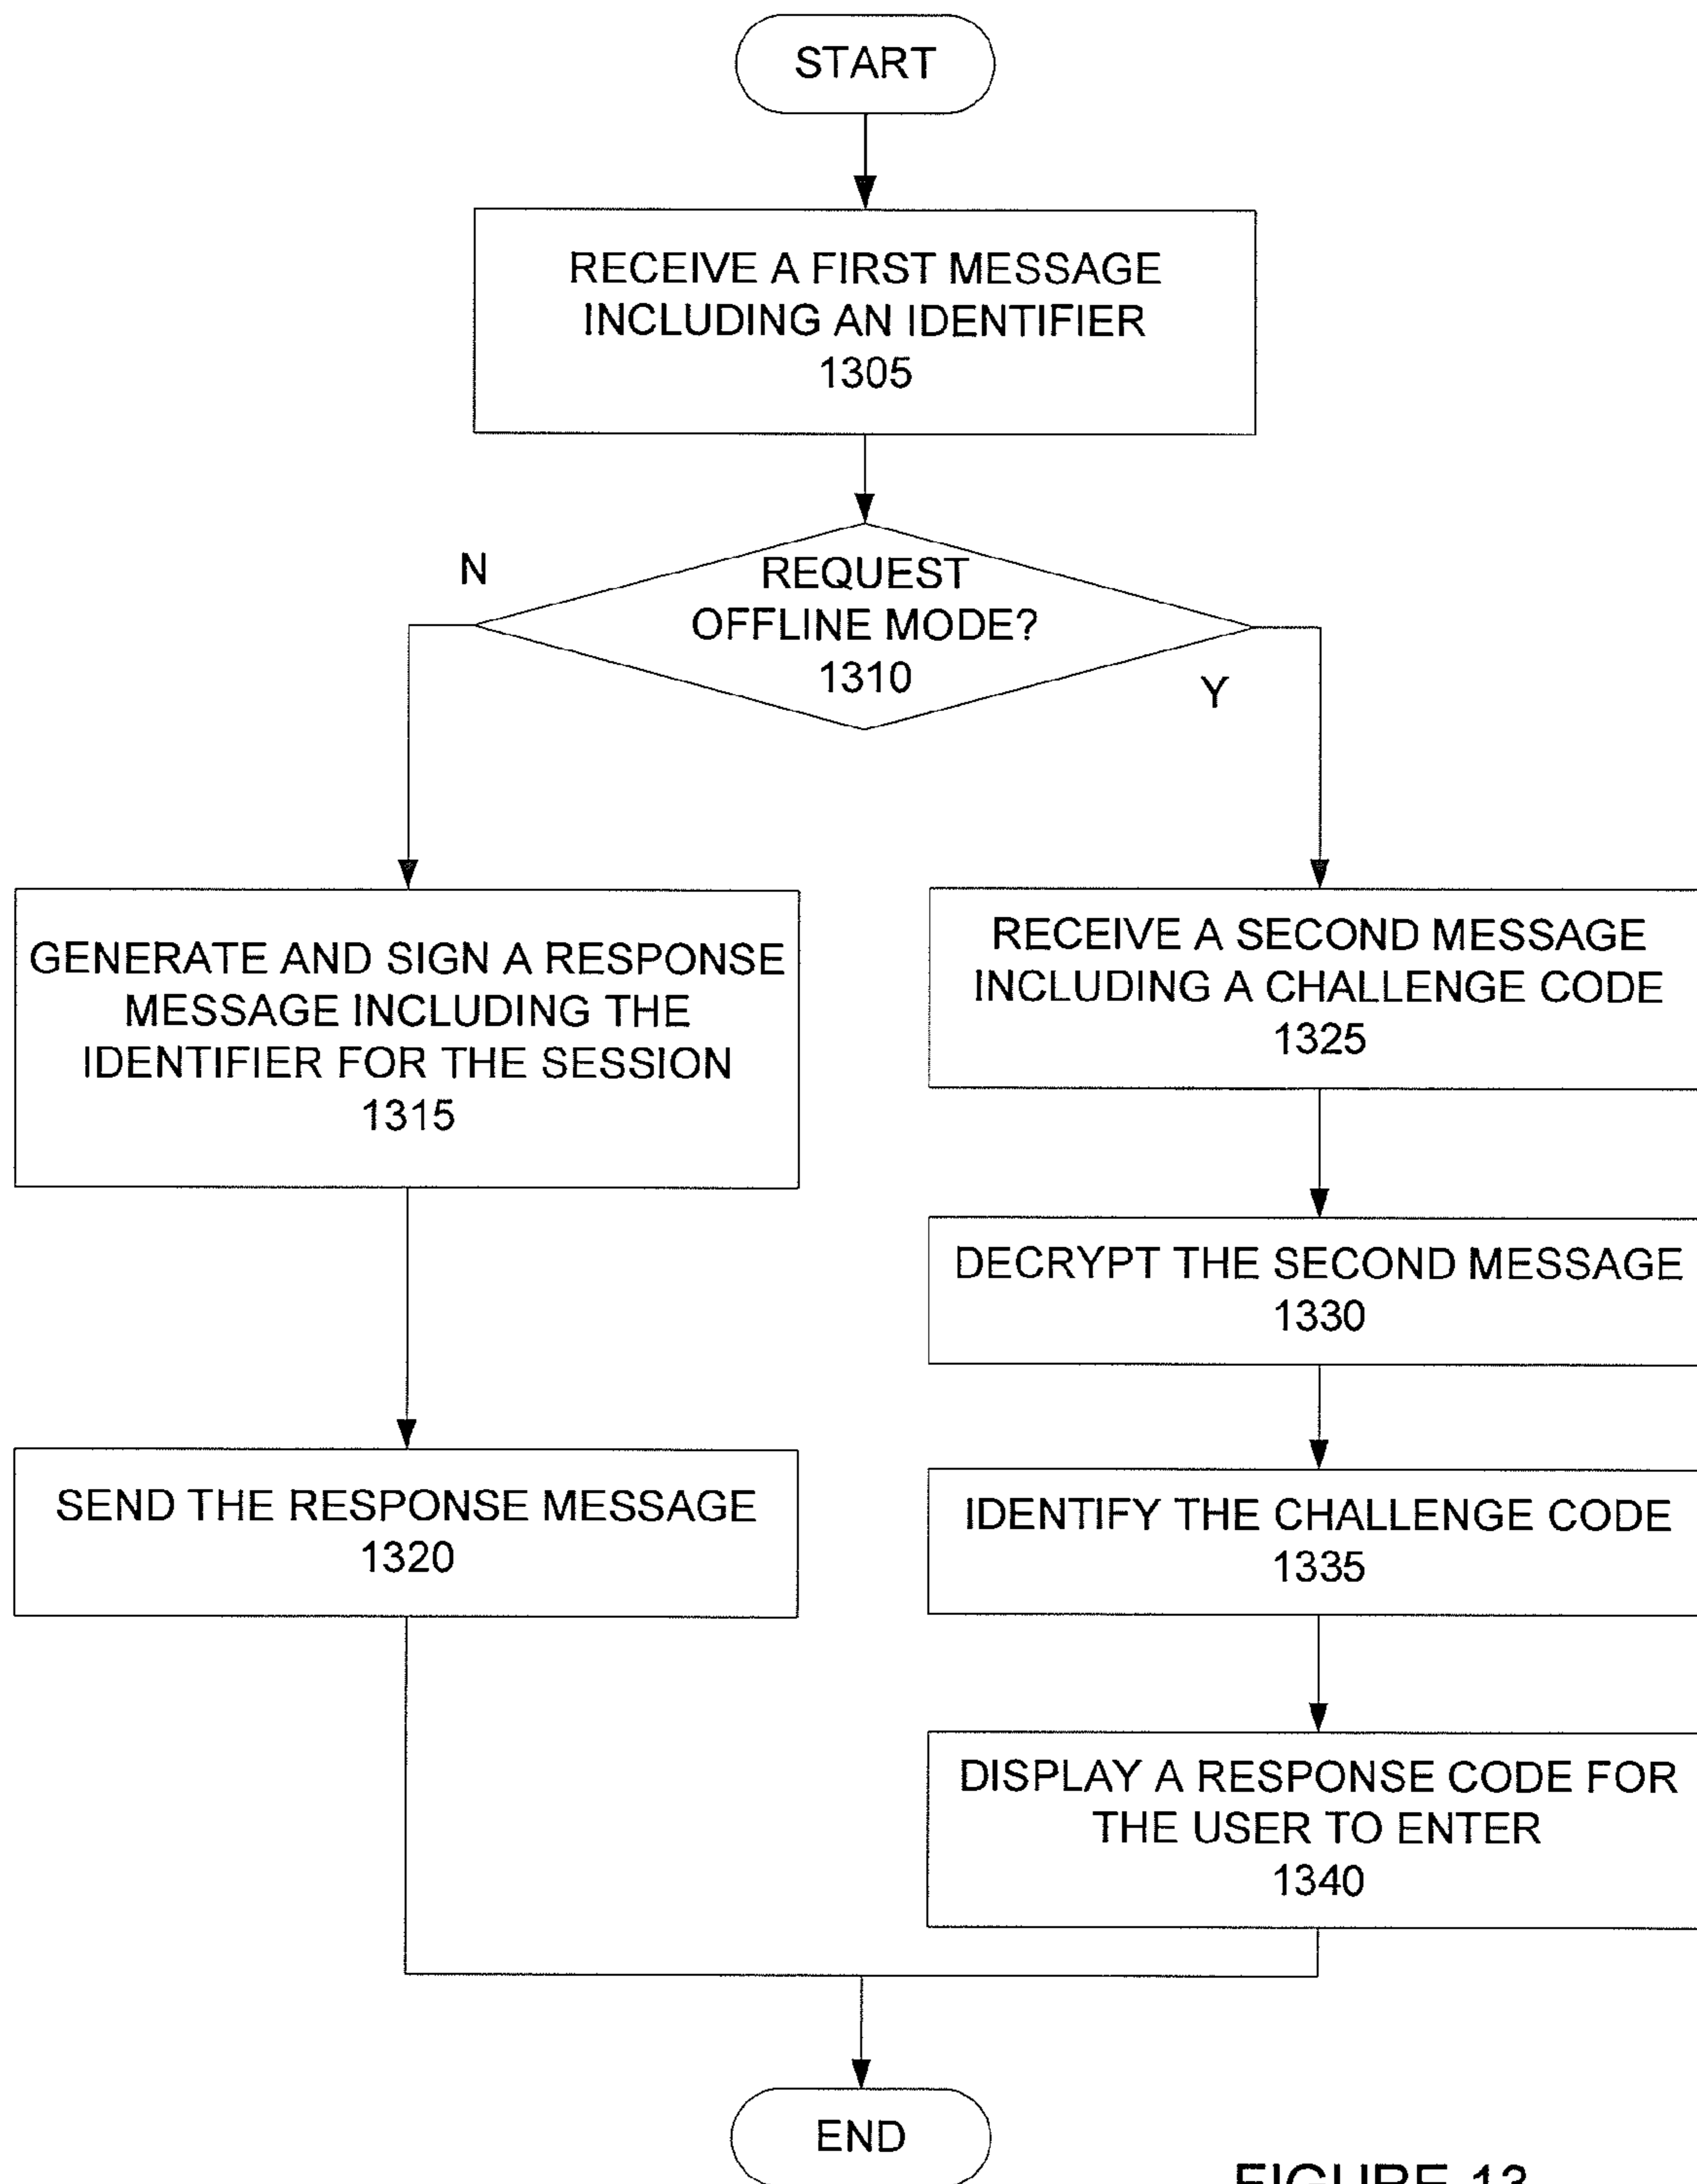 START
RECEIVE A FIRST MESSAGE
INCLUDING AN IDENTIFIER
1305
REQUEST
OFFLINE MODE?
1310
N
Y
GENERATE AND SIGN A RESPONSE
MESSAGE INCLUDING THE
IDENTIFIER FOR THE SESSION
1315
SEND THE RESPONSE MESSAGE
1320
RECEIVE A SECOND MESSAGE
INCLUDING A CHALLENGE CODE
1325
DECRYPT THE SECOND MESSAGE
1330
IDENTIFY THE CHALLENGE CODE
1335
DISPLAY A RESPONSE CODE FOR
THE USER TO ENTER
1340
END
FIGURE 13